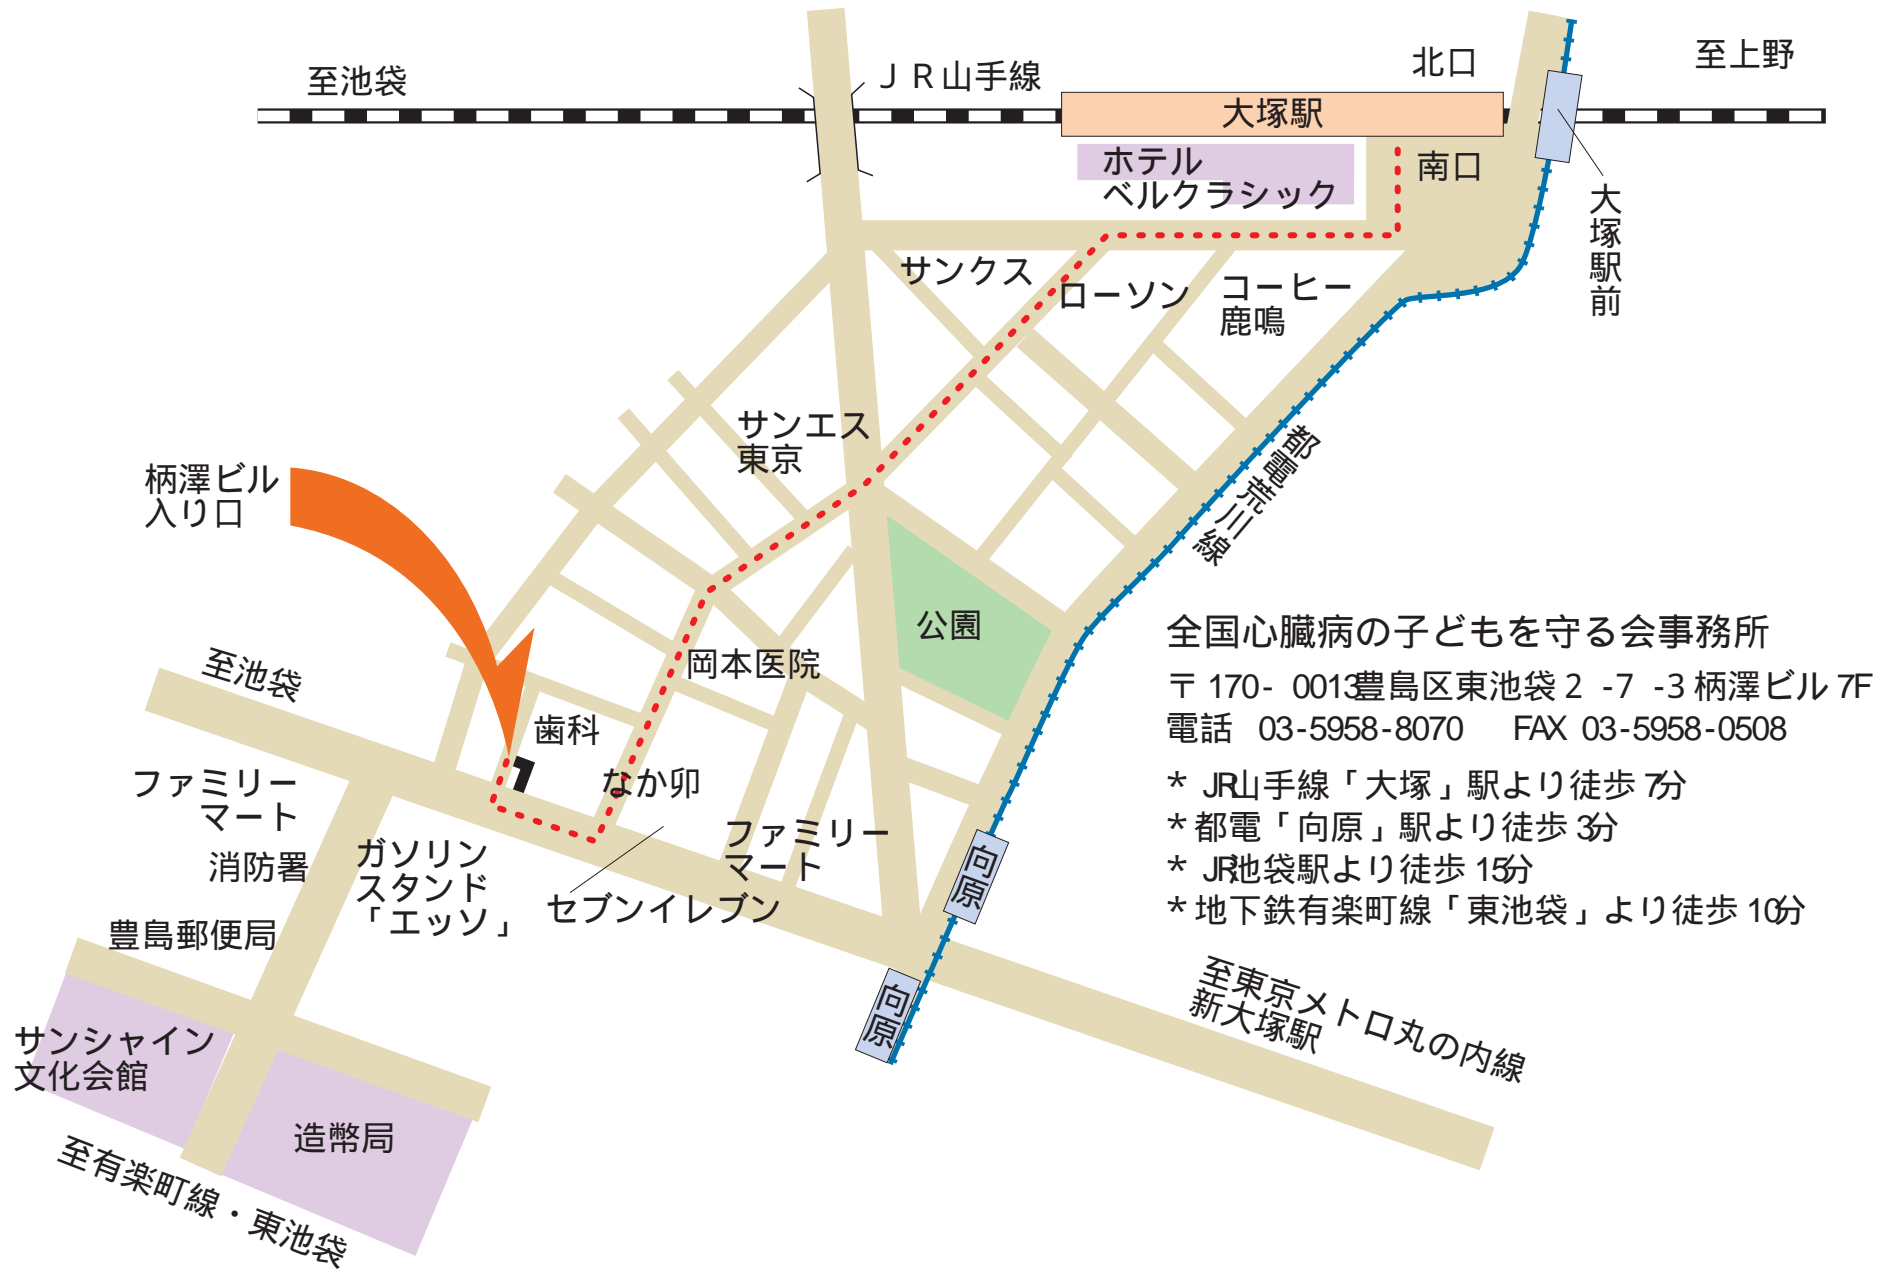 至池袋
ＪＲ山手線
北口
至上野
大塚駅
南口
ホテル
ベルクラシック
大塚駅前
サンクス
ローソン
コーヒー
鹿鳴
サンエス
東京
都電荒川線
柄澤ビル
入り口
公園
岡本医院
至池袋
歯科
なか卯
ファミリー
マート
消防署
ガソリン
スタンド
「エッソ」
セブンイレブン
ファミリー
マート
向原
向原
豊島郵便局
サンシャイン
文化会館
造幣局
至有楽町線・東池袋
至東京メトロ丸の内線
新大塚駅
全国心臓病の子どもを守る会事務所
〒170-0013豊島区東池袋2-7-3柄澤ビル7F
電話 03-5958-8070 FAX 03-5958-0508
* JR山手線「大塚」駅より徒歩7分
* 都電「向原」駅より徒歩3分
* JR池袋駅より徒歩15分
* 地下鉄有楽町線「東池袋」より徒歩10分